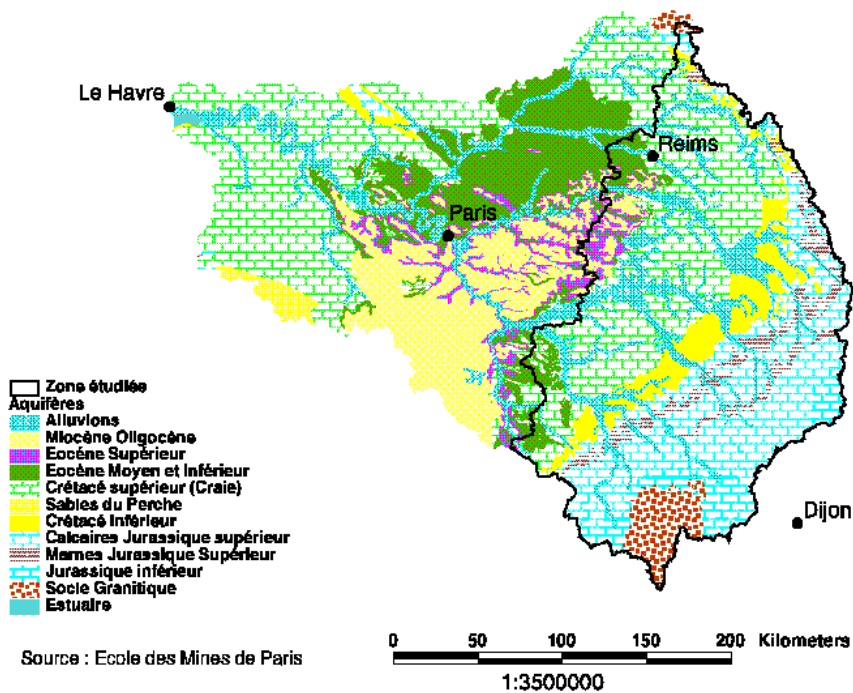 Le Havre
Reims
Paris
Zone étudiée
Aquifères
Alluvions
Miocène Oligocène
Eocéne Supérieur
Eocène Moyen et Inférieur
Crétacé supérieur (Craie)
Sables du Perche
Crétacé Inférieur
Calcaires Jurassique supérieur
Marnes Jurassique Supérieur
Jurassique inférieur
Socle Granitique
Estuaire
Dijon
0 50 100 150 200 Kilometers
Source : Ecole des Mines de Paris
1:3500000